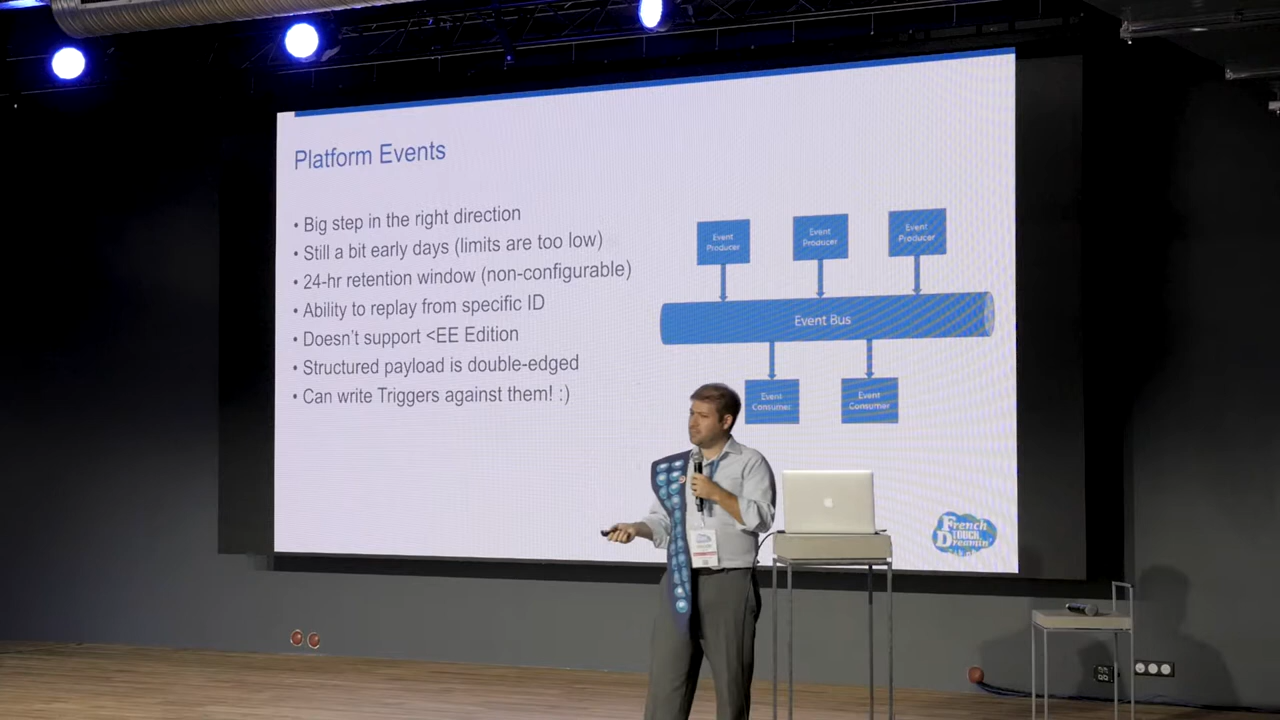 Platform Events
• Big step in the right direction
• Still a bit early days (limits are too low)
• 24-hr retention window (non-configurable)
• Ability to replay from specific ID
• Doesn't support <EE Edition
• Structured payload is double-edged
• Can write Triggers against them! :)
Event
Producer
Event
Producer
Event
Producer
Event Bus
Event
Consumer
Event
Consumer
French
TOUCH
Dreamin'